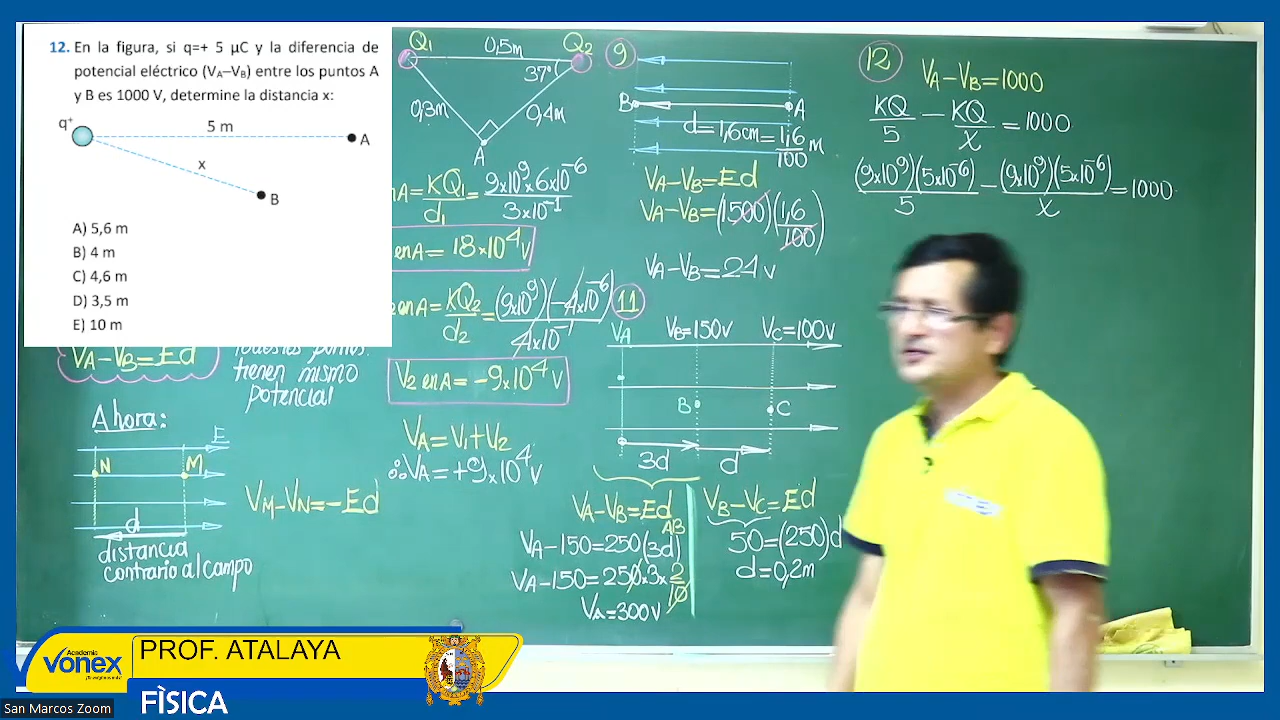 12. En la figura, si q=+ 5 μC y la diferencia de
potencial eléctrico (VA–VB) entre los puntos A
y B es 1000 V, determine la distancia x:
q+
5 m
A
x
B
A) 5,6 m
B) 4 m
C) 4,6 m
D) 3,5 m
E) 10 m
Q1
0,5m
Q2
37°
0,3m
0,4m
A
enA=KQ1/d1=9x10^9x6x10^-6/3x10^-1
enA= 18x10^4 V
enA=KQ2/d2=(9x10^9)(-4x10^-6)/4x10^-1
V2 enA= -9x10^4 V
VA=V1+V2
∴VA=+9x10^4 V
VA-VB=Ed
tienen mismo
potencial
Ahora:
E
N
M
d
VM-VN=-Ed
distancia
contrario al campo
9
B
A
d=1,6cm=1,6/100 M
VA-VB=Ed
VA-VB=(1500)(1,6/100)
VA-VB=24 V
11
VA
VB=150V
VC=100V
B
C
3d
d
VA-VB=EdAB
VA-150=250(3d)
VA-150=250x3x2/10
VA=300V
VB-VC=Ed
50=(250)d
d=0,2m
12
VA-VB=1000
KQ/5 - KQ/x =1000
(9x10^9)(5x10^-6)/5 - (9x10^9)(5x10^-6)/x =1000
Academia
VONEX
PROF. ATALAYA
FÌSICA
San Marcos Zoom